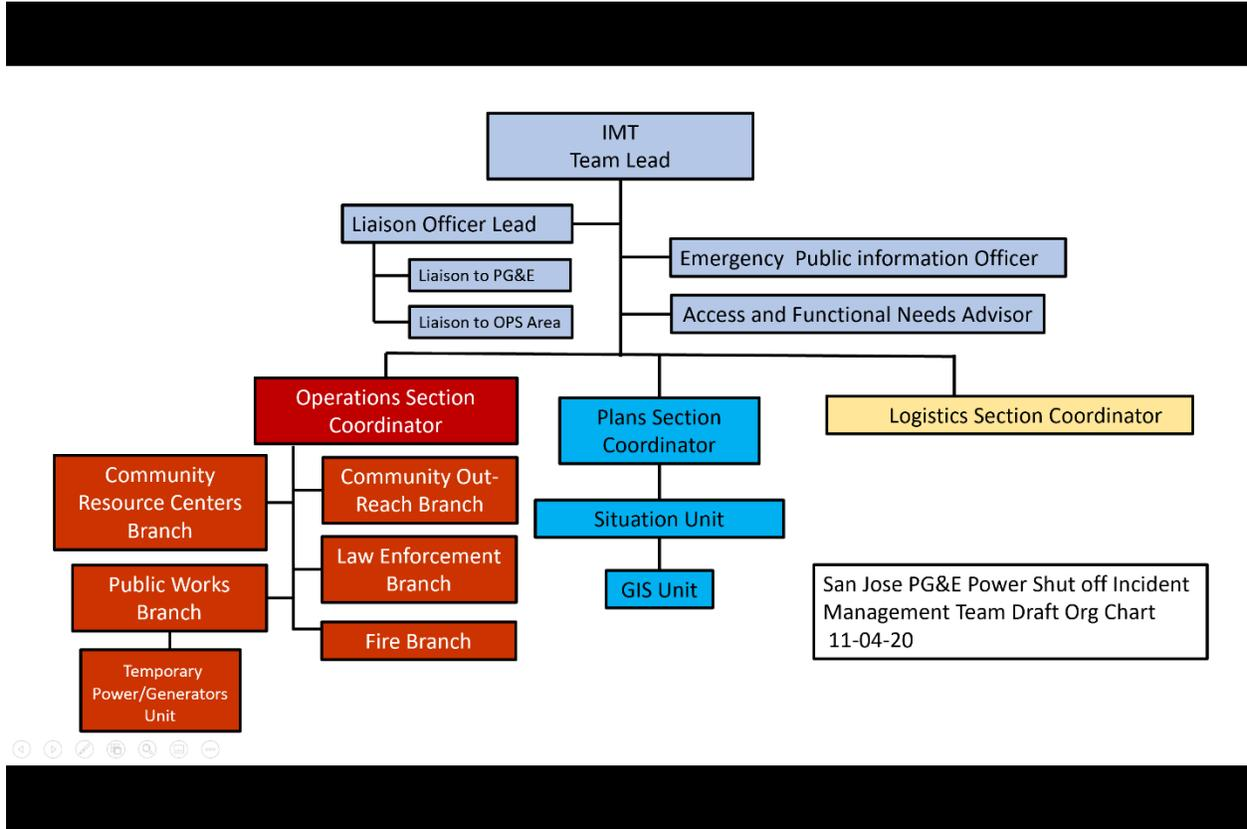 IMT
Team Lead
Liaison Officer Lead
Liaison to PG&E
Liaison to OPS Area
Emergency  Public information Officer
Access and Functional Needs Advisor
Operations Section
Coordinator
Community
Resource Centers
Branch
Community Out-
Reach Branch
Law Enforcement
Branch
Public Works
Branch
Fire Branch
Temporary
Power/Generators
Unit
Plans Section
Coordinator
Situation Unit
GIS Unit
Logistics Section Coordinator
San Jose PG&E Power Shut off Incident
Management Team Draft Org Chart
11-04-20